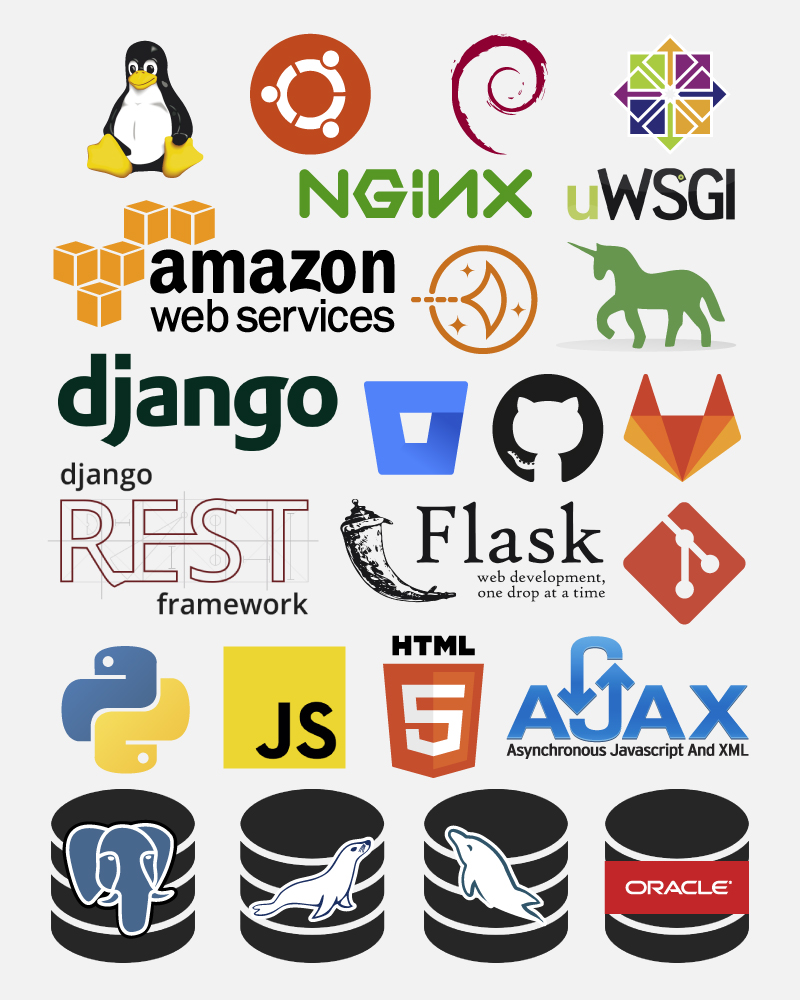 NGiNX
uWSGI
amazon
web services
django
django
REST
framework
Flask
web development,
one drop at a time
JS
HTML
5
AJAX
Asynchronous Javascript And XML
ORACLE